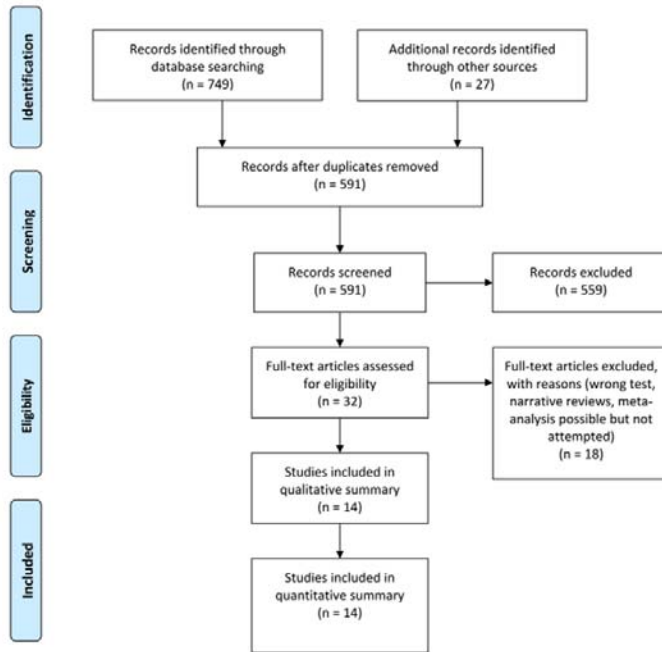 Identification
Records identified through
database searching
(n = 749)
Additional records identified
through other sources
(n = 27)
Records after duplicates removed
(n = 591)
Screening
Records screened
(n = 591)
Records excluded
(n = 559)
Eligibility
Full-text articles assessed
for eligibility
(n = 32)
Full-text articles excluded,
with reasons (wrong test,
narrative reviews, meta-
analysis possible but not
attempted)
(n = 18)
Studies included in
qualitative summary
(n = 14)
Included
Studies included in
quantitative summary
(n = 14)